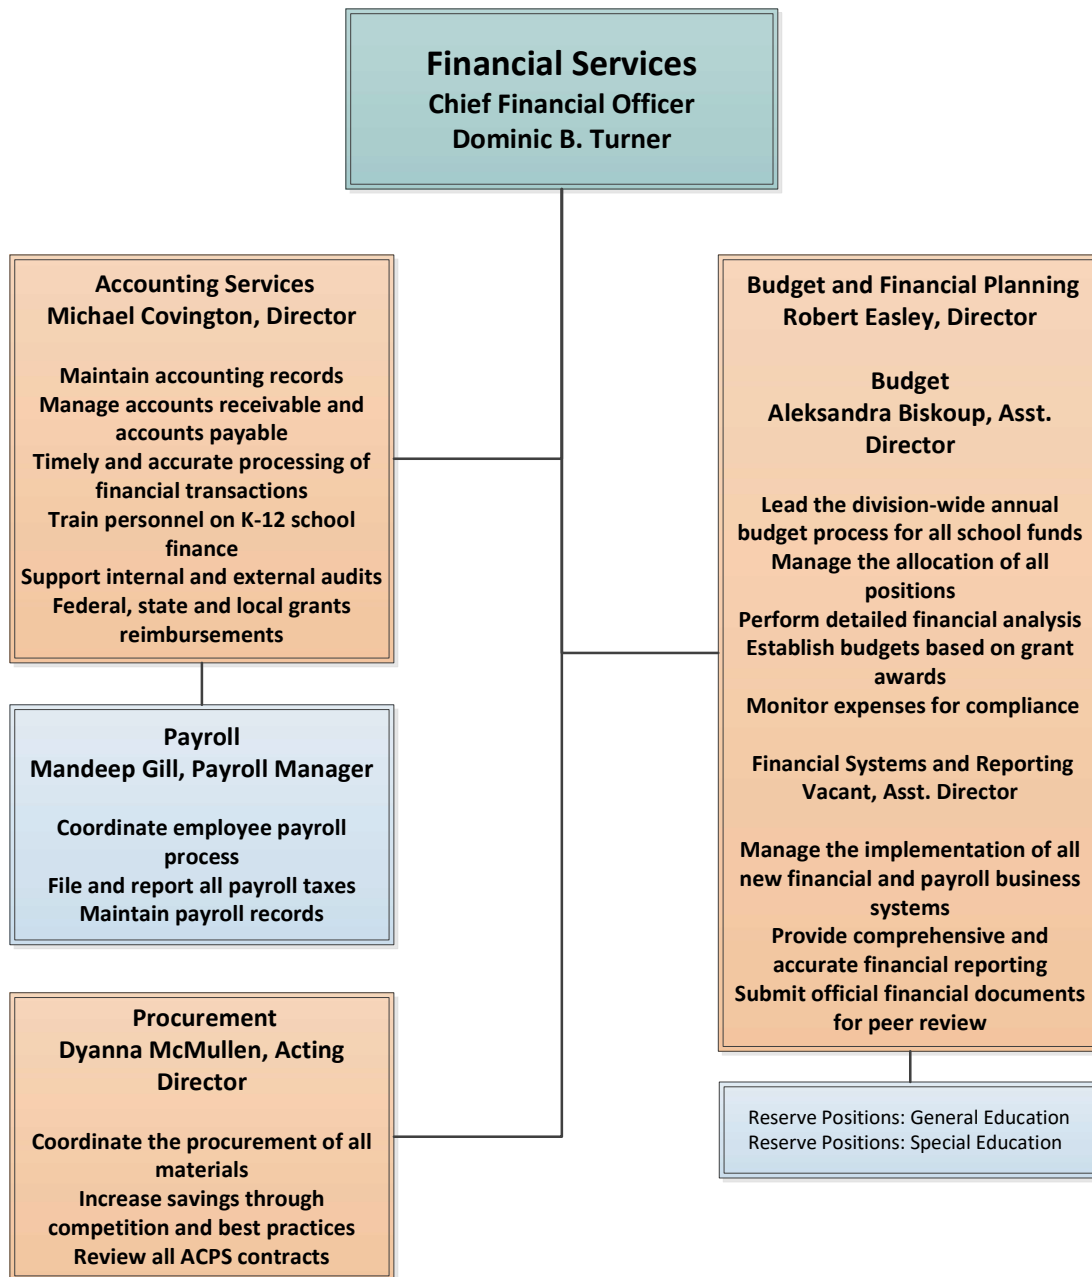 Financial Services
Chief Financial Officer
Dominic B. Turner
Accounting Services
Michael Covington, Director
Maintain accounting records
Manage accounts receivable and
accounts payable
Timely and accurate processing of
financial transactions
Train personnel on K-12 school
finance
Support internal and external audits
Federal, state and local grants
reimbursements
Payroll
Mandeep Gill, Payroll Manager
Coordinate employee payroll
process
File and report all payroll taxes
Maintain payroll records
Procurement
Dyanna McMullen, Acting
Director
Coordinate the procurement of all
materials
Increase savings through
competition and best practices
Review all ACPS contracts
Budget and Financial Planning
Robert Easley, Director
Budget
Aleksandra Biskoup, Asst.
Director
Lead the division-wide annual
budget process for all school funds
Manage the allocation of all
positions
Perform detailed financial analysis
Establish budgets based on grant
awards
Monitor expenses for compliance
Financial Systems and Reporting
Vacant, Asst. Director
Manage the implementation of all
new financial and payroll business
systems
Provide comprehensive and
accurate financial reporting
Submit official financial documents
for peer review
Reserve Positions: General Education
Reserve Positions: Special Education